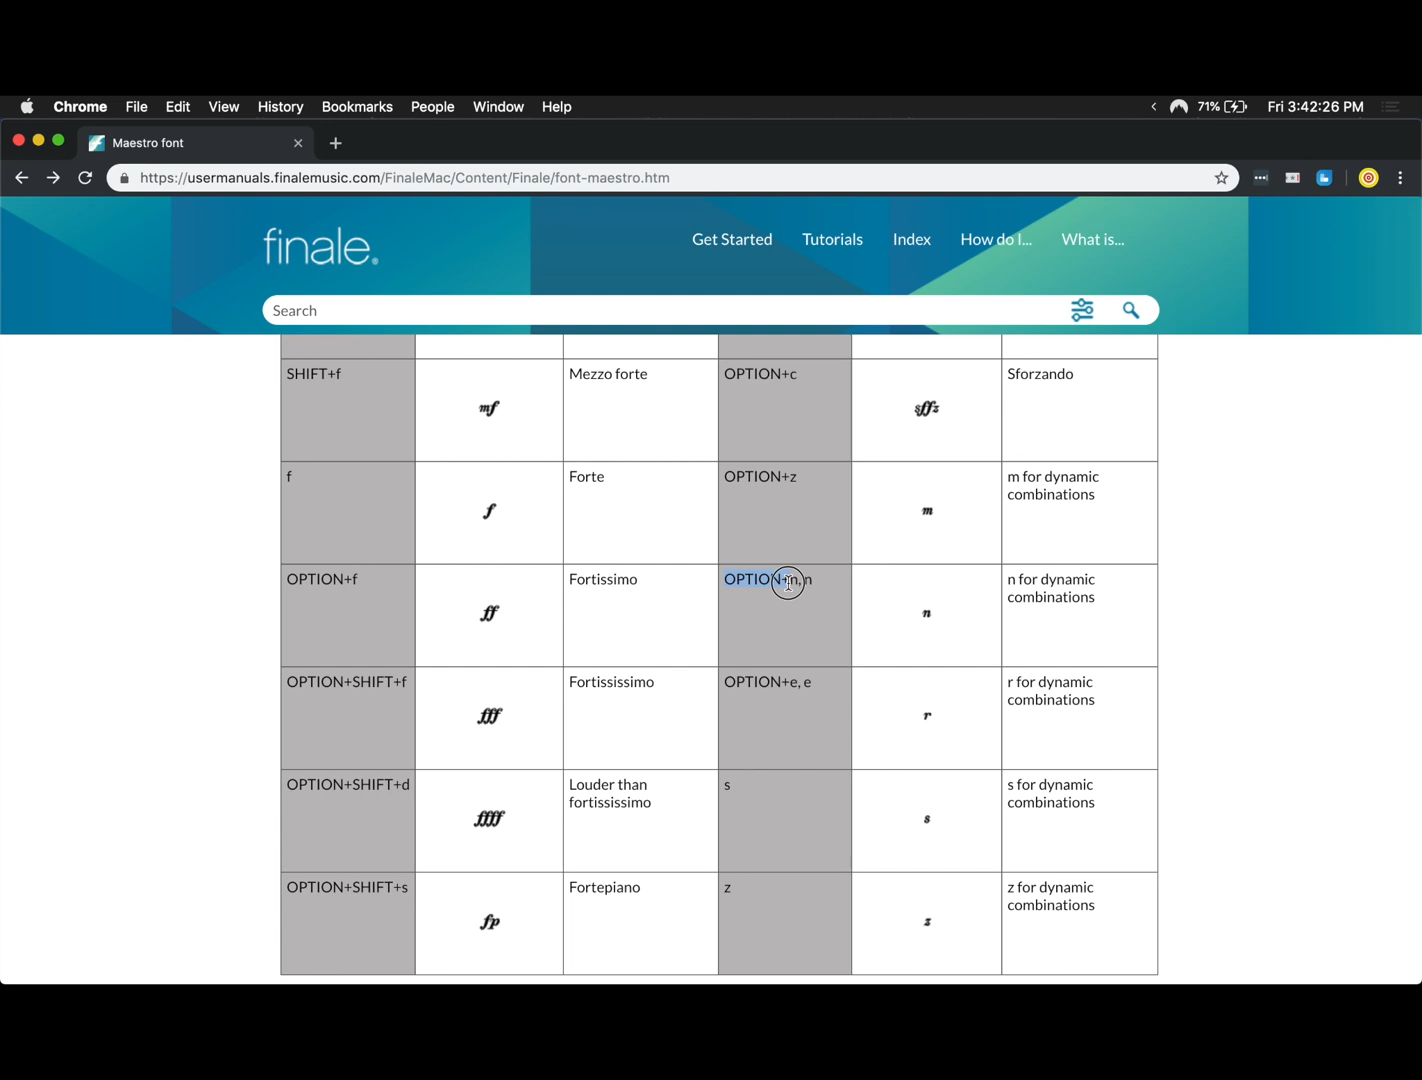 Chrome File Edit View History Bookmarks People Window Help 71% Fri 3:42:26 PM
Maestro font
https://usermanuals.finalemusic.com/FinaleMac/Content/Finale/font-maestro.htm
finale. Get Started Tutorials Index How do I... What is...
Search
SHIFT+f Mezzo forte OPTION+c Sforzando
mf sffz
f Forte OPTION+z m for dynamic
combinations
f m
OPTION+f Fortissimo OPTION+n, n n for dynamic
combinations
ff n
OPTION+SHIFT+f Fortississimo OPTION+e, e r for dynamic
combinations
fff r
OPTION+SHIFT+d Louder than s s for dynamic
fortississimo combinations
ffff s
OPTION+SHIFT+s Fortepiano z z for dynamic
combinations
fp z